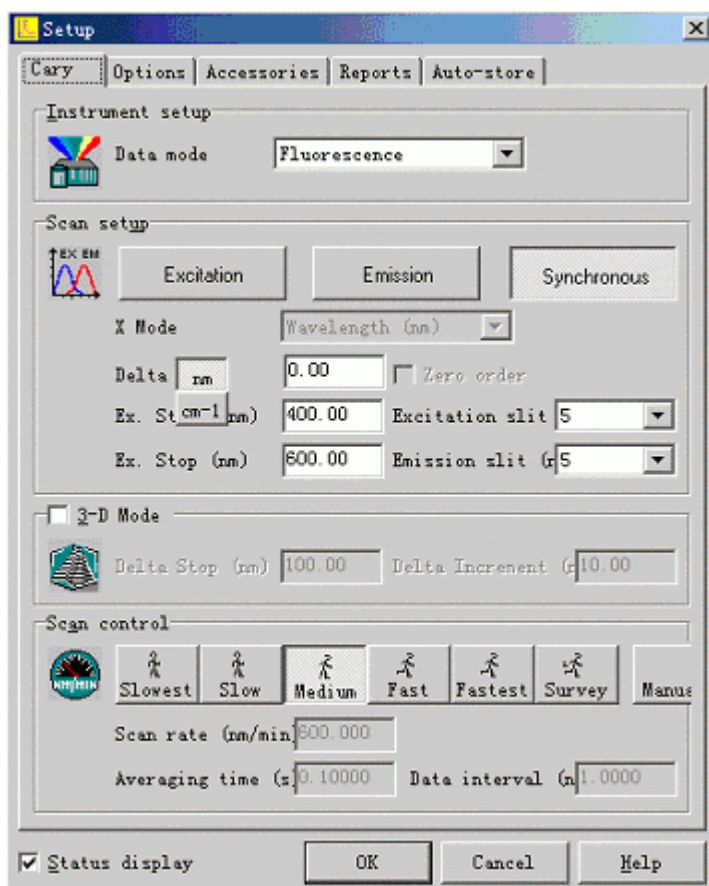 Setup
Cary Options Accessories Reports Auto-store
Instrument setup
Data mode Fluorescence
Scan setup
EX EM
Excitation Emission Synchronous
X Mode Wavelength (nm)
Delta nm 0.00 Zero order
Ex. St cm-1 nm) 400.00 Excitation slit 5
Ex. Stop (nm) 600.00 Emission slit (n 5
3-D Mode
Delta Stop (nm) 100.00 Delta Increment ( 10.00
Scan control
Slowest Slow Medium Fast Fastest Survey Manua
Scan rate (nm/min) 600.000
Averaging time (s) 0.10000 Data interval (n 1.0000
Status display OK Cancel Help